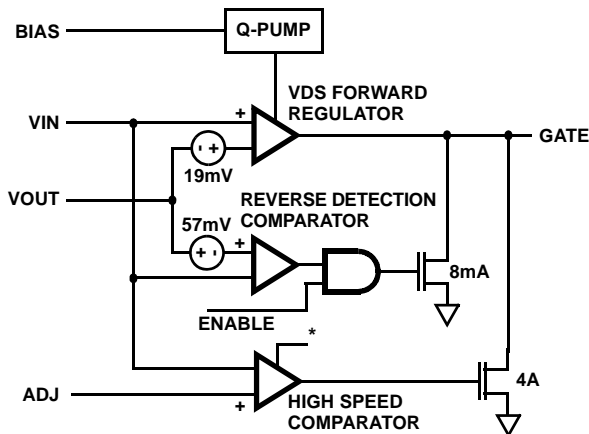 BIAS
Q-PUMP
VDS FORWARD
REGULATOR
VIN
+
GATE
- +
19mV
VOUT
REVERSE DETECTION
COMPARATOR
57mV
+ -
+
8mA
ENABLE
*
4A
ADJ
+
HIGH SPEED
COMPARATOR